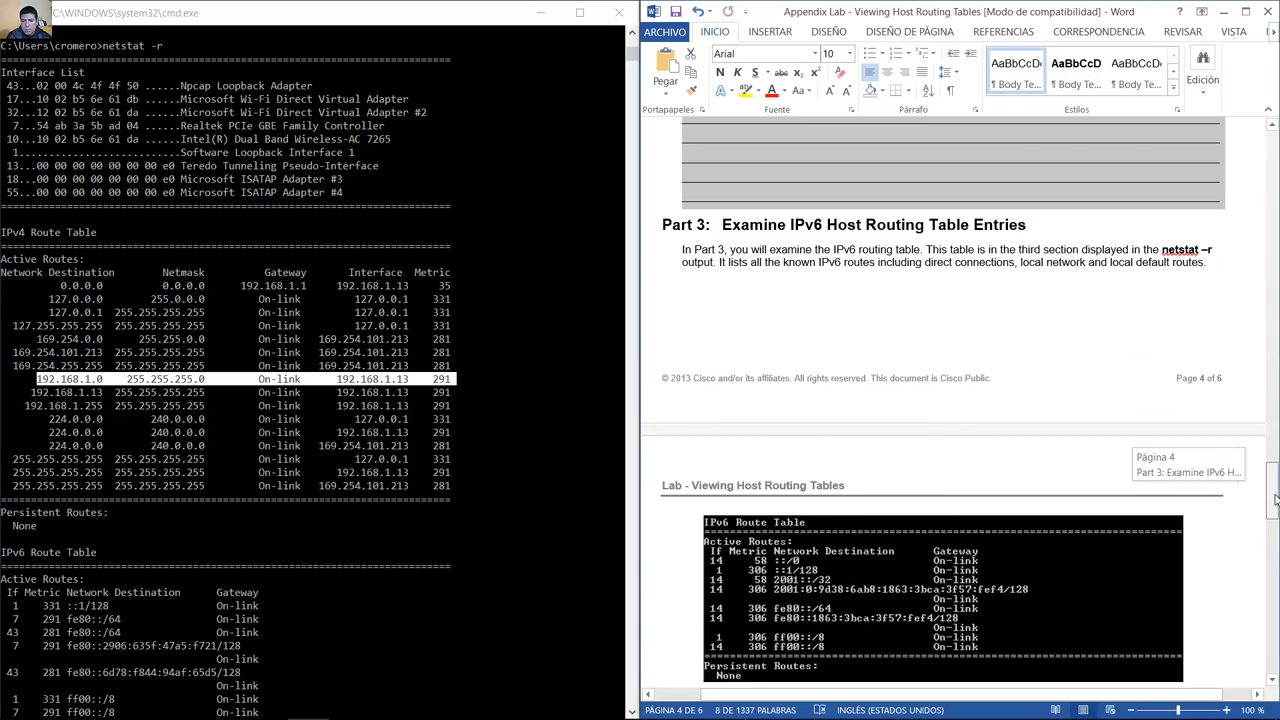 C:\WINDOWS\system32\cmd.exe
C:\Users\cromero>netstat -r
===========================================================================
Interface List
43...02 00 4c 4f 4f 50 ......Npcap Loopback Adapter
17...10 02 b5 6e 61 da ......Microsoft Wi-Fi Direct Virtual Adapter
32...12 02 b5 6e 61 da ......Microsoft Wi-Fi Direct Virtual Adapter #2
7...54 ab 3a 5b ad 04 ......Realtek PCIe GBE Family Controller
10...10 02 b5 6e 61 da ......Intel(R) Dual Band Wireless-AC 7265
1...........................Software Loopback Interface 1
13...00 00 00 00 00 00 00 e0 Teredo Tunneling Pseudo-Interface
18...00 00 00 00 00 00 00 e0 Microsoft ISATAP Adapter #3
55...00 00 00 00 00 00 00 e0 Microsoft ISATAP Adapter #4
===========================================================================
IPv4 Route Table
===========================================================================
Active Routes:
Network Destination Netmask Gateway Interface Metric
0.0.0.0 0.0.0.0 192.168.1.1 192.168.1.13 35
127.0.0.0 255.0.0.0 On-link 127.0.0.1 331
127.0.0.1 255.255.255.255 On-link 127.0.0.1 331
127.255.255.255 255.255.255.255 On-link 127.0.0.1 331
169.254.0.0 255.255.0.0 On-link 169.254.101.213 281
169.254.101.213 255.255.255.255 On-link 169.254.101.213 281
169.254.255.255 255.255.255.255 On-link 169.254.101.213 281
192.168.1.0 255.255.255.0 On-link 192.168.1.13 291
192.168.1.13 255.255.255.255 On-link 192.168.1.13 291
192.168.1.255 255.255.255.255 On-link 192.168.1.13 291
224.0.0.0 240.0.0.0 On-link 127.0.0.1 331
224.0.0.0 240.0.0.0 On-link 192.168.1.13 291
224.0.0.0 240.0.0.0 On-link 169.254.101.213 281
255.255.255.255 255.255.255.255 On-link 127.0.0.1 331
255.255.255.255 255.255.255.255 On-link 192.168.1.13 291
255.255.255.255 255.255.255.255 On-link 169.254.101.213 281
===========================================================================
Persistent Routes:
None
IPv6 Route Table
===========================================================================
Active Routes:
If Metric Network Destination Gateway
1 331 ::1/128 On-link
7 291 fe80::/64 On-link
43 281 fe80::/64 On-link
7 291 fe80::2906:635f:47a5:f721/128
On-link
43 281 fe80::6d78:f844:94af:65d5/128
On-link
1 331 ff00::/8 On-link
7 291 ff00::/8 On-link
Appendix Lab - Viewing Host Routing Tables [Modo de compatibilidad] - Word
ARCHIVO INICIO INSERTAR DISEÑO DISEÑO DE PÁGINA REFERENCIAS CORRESPONDENCIA REVISAR VISTA
Arial 10
Pegar
N K S abc x₂ x²
A A Aa A A
AaBbCcDc AaBbCcD AaBbCcDc
¶ Body Te... ¶ Body Te... ¶ Body Te...
Edición
Portapapeles Fuente Párrafo Estilos
Part 3: Examine IPv6 Host Routing Table Entries
In Part 3, you will examine the IPv6 routing table. This table is in the third section displayed in the netstat –r
output. It lists all the known IPv6 routes including direct connections, local network and local default routes.
© 2013 Cisco and/or its affiliates. All rights reserved. This document is Cisco Public. Page 4 of 6
Página 4
Part 3: Examine IPv6 H...
Lab - Viewing Host Routing Tables
IPv6 Route Table
===========================================================================
Active Routes:
If Metric Network Destination Gateway
14 58 ::/0 On-link
1 306 ::1/128 On-link
14 58 2001::/32 On-link
14 306 2001:0:9d38:6ab8:1863:3bca:3f57:fef4/128
On-link
14 306 fe80::/64 On-link
14 306 fe80::1863:3bca:3f57:fef4/128
On-link
1 306 ff00::/8 On-link
14 306 ff00::/8 On-link
===========================================================================
Persistent Routes:
None
PÁGINA 4 DE 6 8 DE 1337 PALABRAS INGLÉS (ESTADOS UNIDOS) 100 %